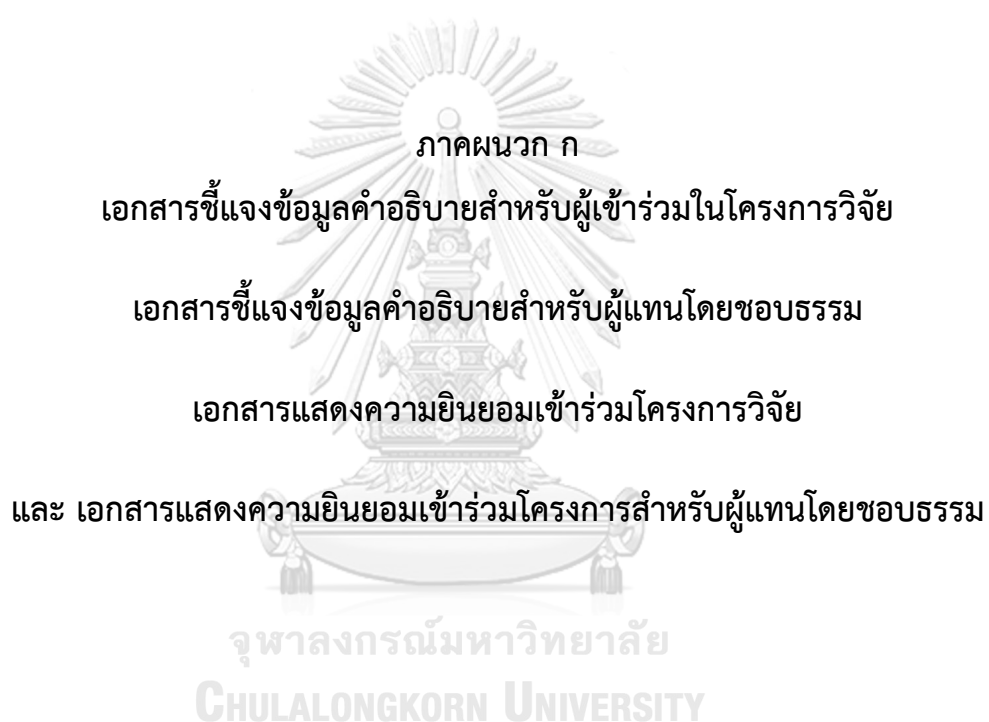 ภาคผนวก ก
เอกสารชี้แจงข้อมูลคำอธิบายสำหรับผู้เข้าร่วมในโครงการวิจัย
เอกสารชี้แจงข้อมูลคำอธิบายสำหรับผู้แทนโดยชอบธรรม
เอกสารแสดงความยินยอมเข้าร่วมโครงการวิจัย
และ เอกสารแสดงความยินยอมเข้าร่วมโครงการสำหรับผู้แทนโดยชอบธรรม
จุฬาลงกรณ์มหาวิทยาลัย
CHULALONGKORN UNIVERSITY